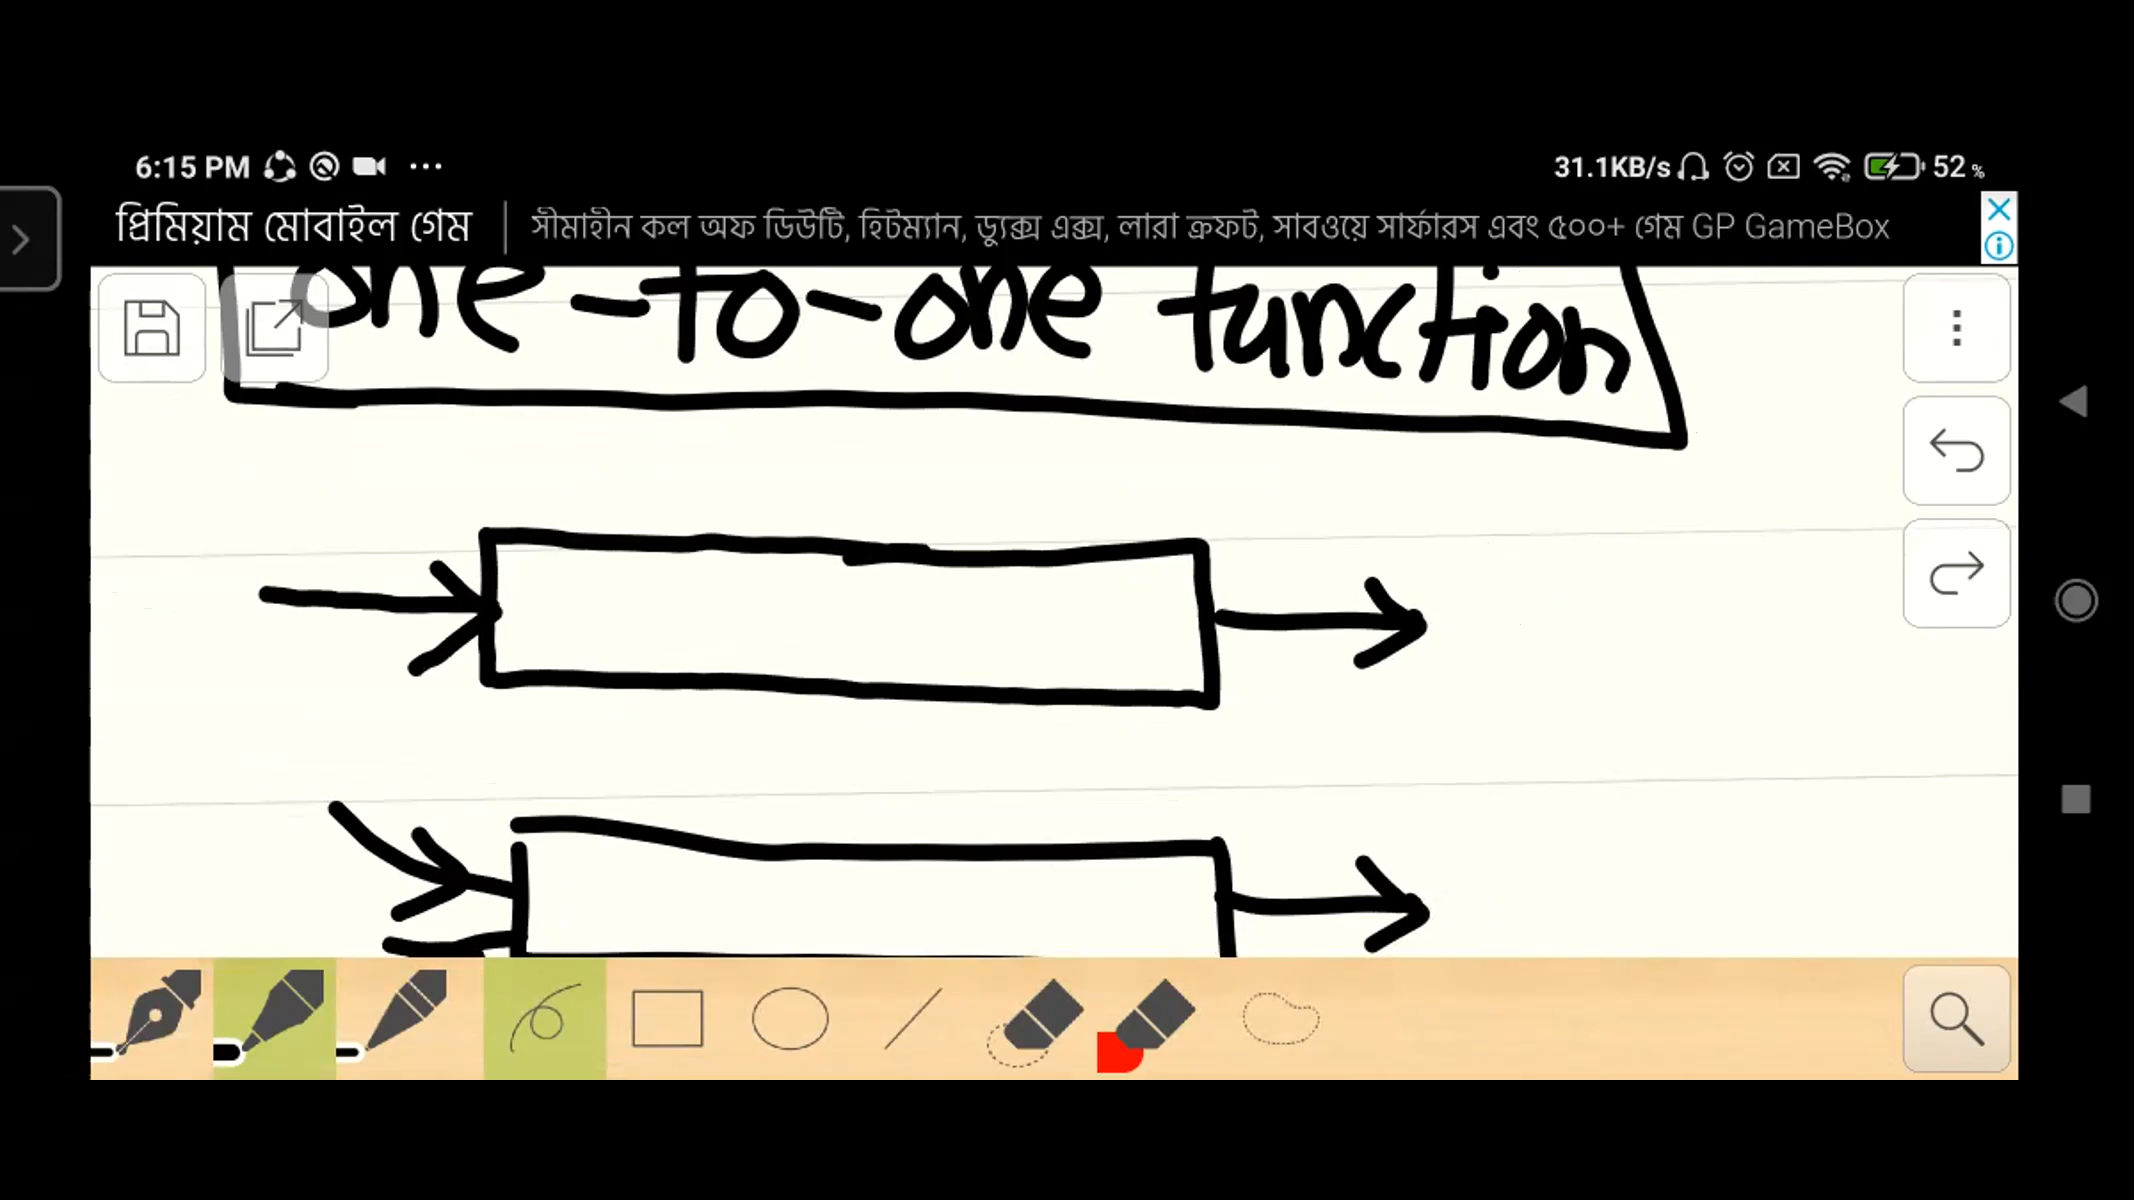 6:15 PM ... 31.1KB/s 52 %
প্রিমিয়াম মোবাইল গেম | সীমাহীন কল অফ ডিউটি, হিটম্যান, ড্যুক্স এক্স, লারা ক্রফট, সাবওয়ে সার্ফারস এবং ৫০০+ গেম GP GameBox
one-to-one function